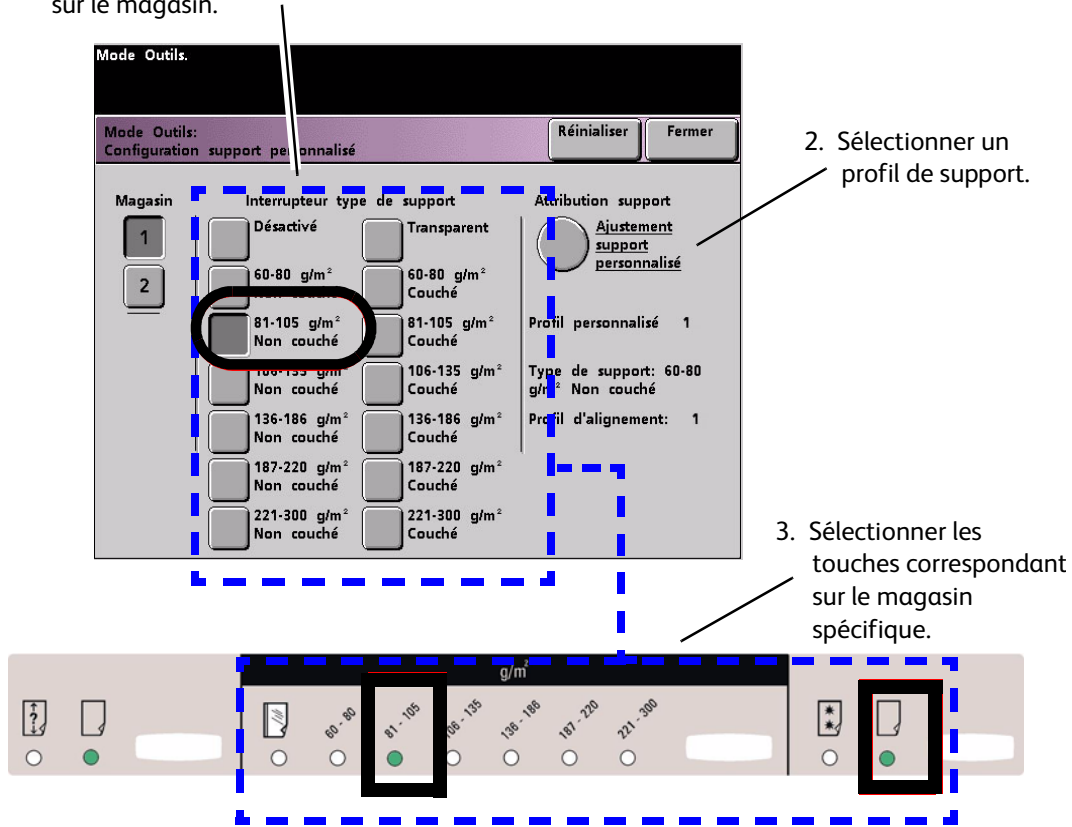 sur le magasin.
Mode Outils.
Mode Outils:
Configuration support personnalisé
Réinialiser
Fermer
2. Sélectionner un
profil de support.
Magasin
1
2
Interrupteur type de support
Désactivé
Transparent
60-80 g/m²
Non couché
60-80 g/m²
Couché
81-105 g/m²
Non couché
81-105 g/m²
Couché
106-135 g/m²
Non couché
106-135 g/m²
Couché
136-186 g/m²
Non couché
136-186 g/m²
Couché
187-220 g/m²
Non couché
187-220 g/m²
Couché
221-300 g/m²
Non couché
221-300 g/m²
Couché
Attribution support
Ajustement
support
personnalisé
Profil personnalisé 1
Type de support: 60-80
g/m² Non couché
Profil d'alignement: 1
3. Sélectionner les
touches correspondant
sur le magasin
spécifique.
g/m²
?
60 - 80
81 - 105
106 - 135
136 - 186
187 - 220
221 - 300